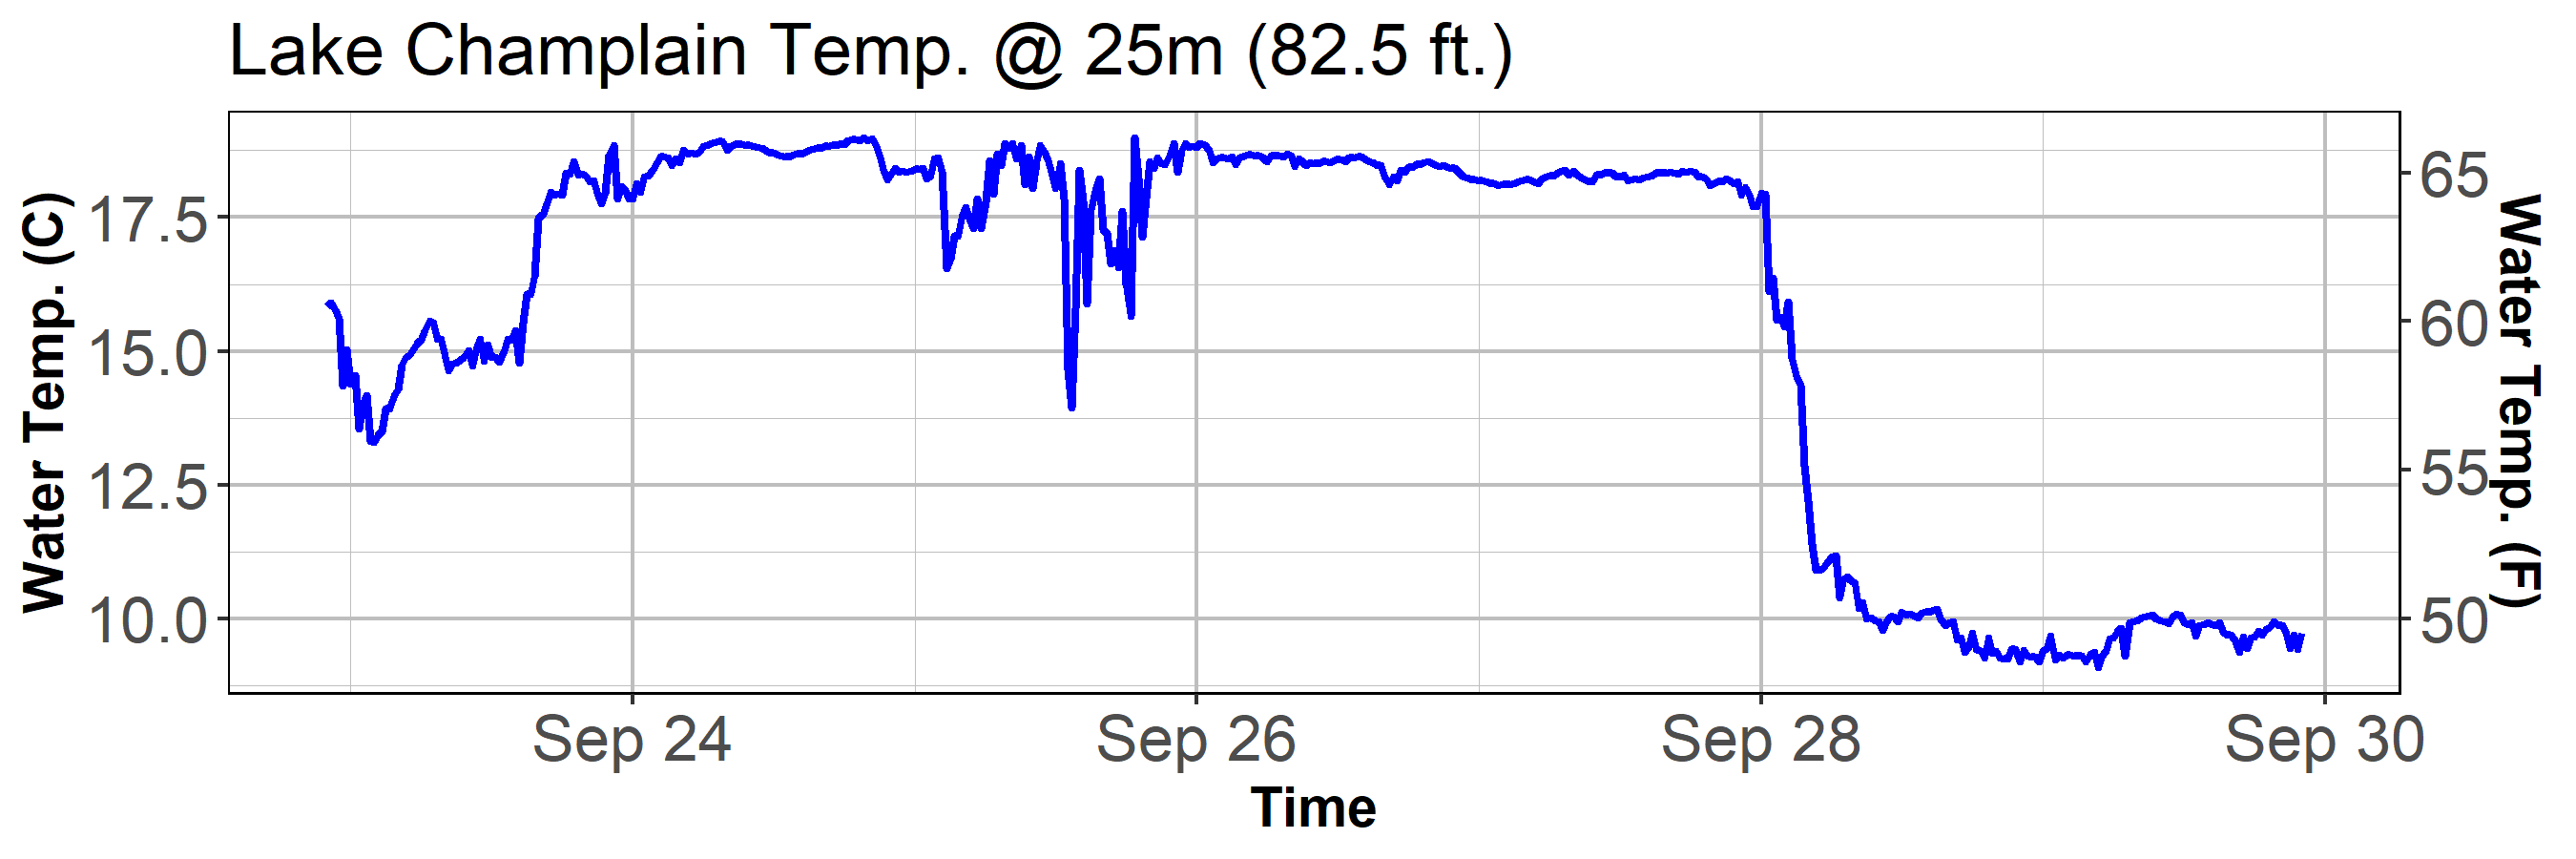 Lake Champlain Temp. @ 25m (82.5 ft.)
Water Temp. (C)
17.5
15.0
12.5
10.0
65
60
55
50
Water Temp. (F)
Sep 24
Sep 26
Sep 28
Sep 30
Time